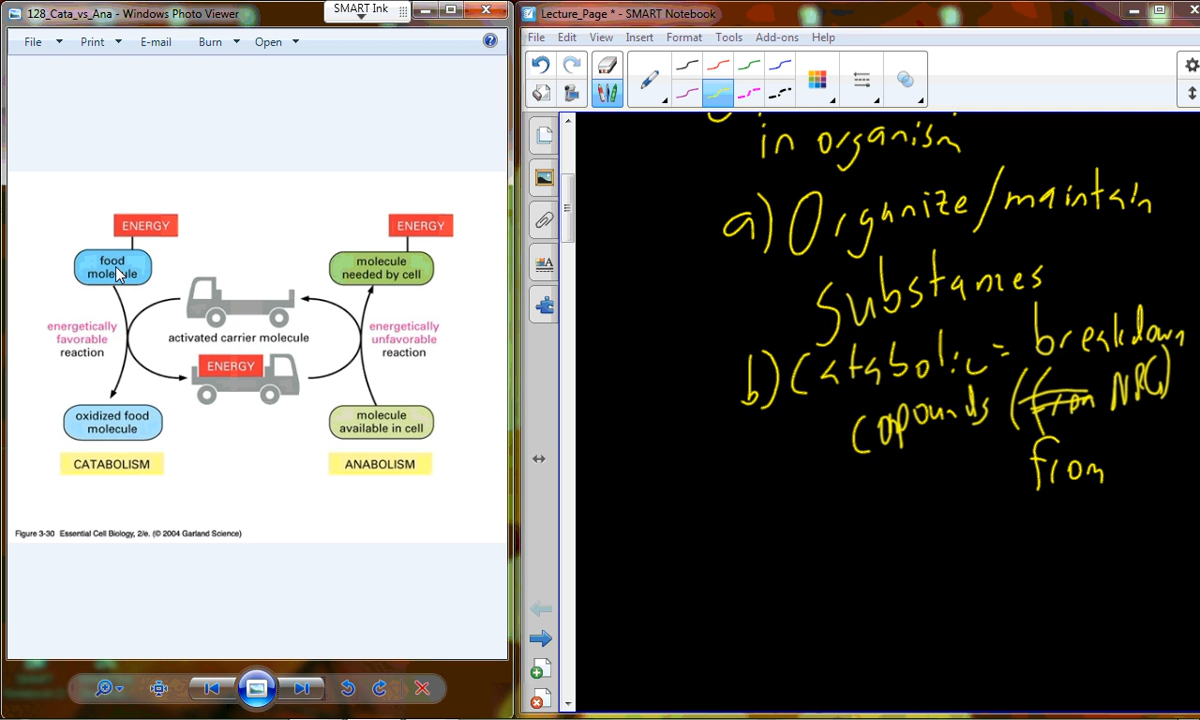 128_Cata_vs_Ana - Windows Photo Viewer
SMART Ink
File Print E-mail Burn Open
ENERGY
food
molecule
energetically
favorable
reaction
oxidized food
molecule
CATABOLISM
activated carrier molecule
ENERGY
ENERGY
molecule
needed by cell
energetically
unfavorable
reaction
molecule
available in cell
ANABOLISM
Figure 3-30 Essential Cell Biology, 2/e. (© 2004 Garland Science)
Lecture_Page * - SMART Notebook
File Edit View Insert Format Tools Add-ons Help
in organism
a) Organize/maintain
Substances
b) Catabolic = breakdown
copounds (from NRG)
from